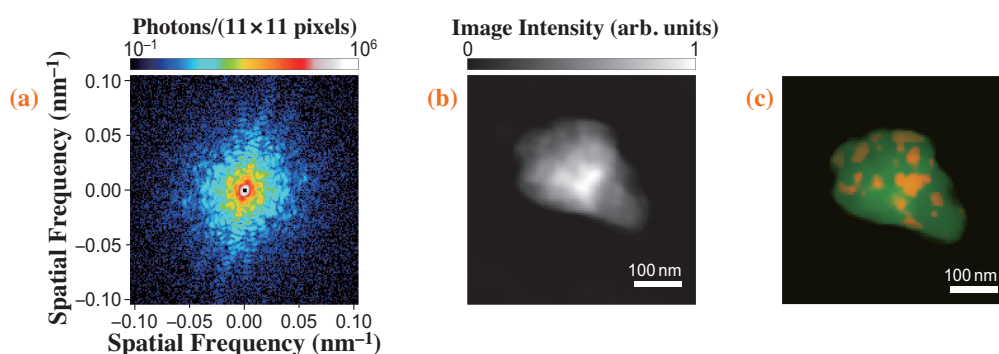 Photons/(11×11 pixels)
10⁻¹ 10⁶
(a)
Spatial Frequency (nm⁻¹)
0.10
0.05
0.00
−0.05
−0.10
−0.10 −0.05 0.00 0.05 0.10
Spatial Frequency (nm⁻¹)
Image Intensity (arb. units)
0 1
(b)
100 nm
(c)
100 nm